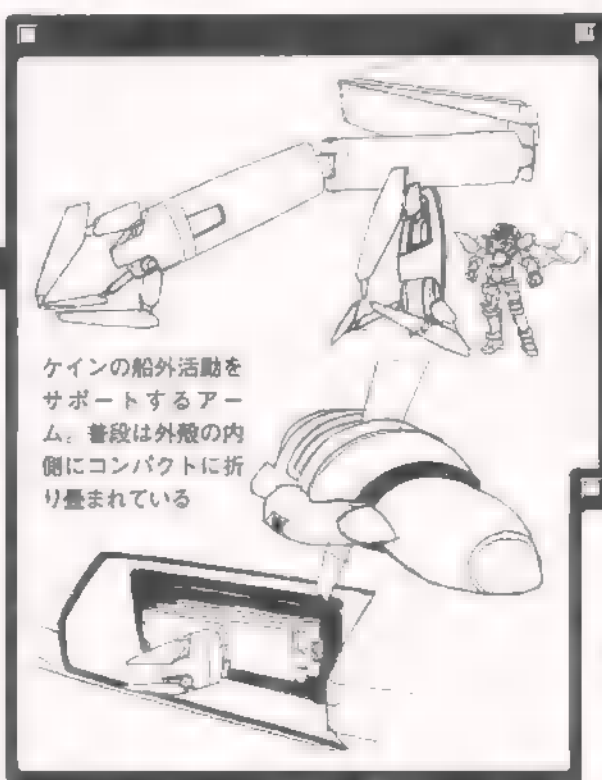 ケインの船外活動を
サポートするアー
ム。普段は外殻の内
側にコンパクトに折
り畳まれている